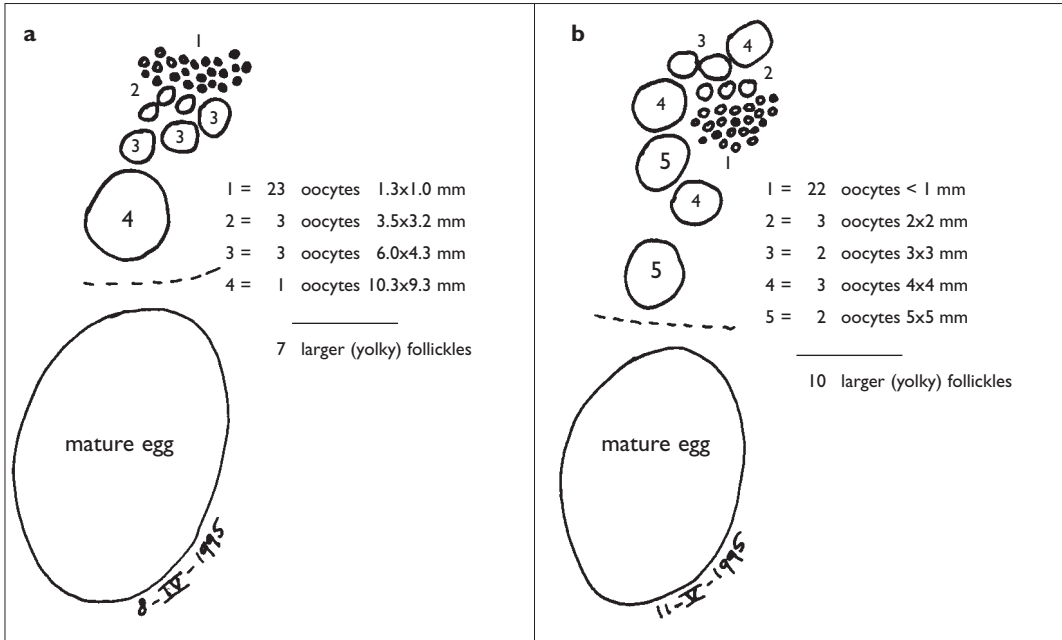 a
1
2
3
3
3
4
1 = 23 oocytes 1.3x1.0 mm
2 = 3 oocytes 3.5x3.2 mm
3 = 3 oocytes 6.0x4.3 mm
4 = 1 oocytes 10.3x9.3 mm
7 larger (yolky) follickles
mature egg
8-IV-1995
b
3
4
2
4
1
5
4
5
1 = 22 oocytes < 1 mm
2 = 3 oocytes 2x2 mm
3 = 2 oocytes 3x3 mm
4 = 3 oocytes 4x4 mm
5 = 2 oocytes 5x5 mm
10 larger (yolky) follickles
mature egg
11-V-1995